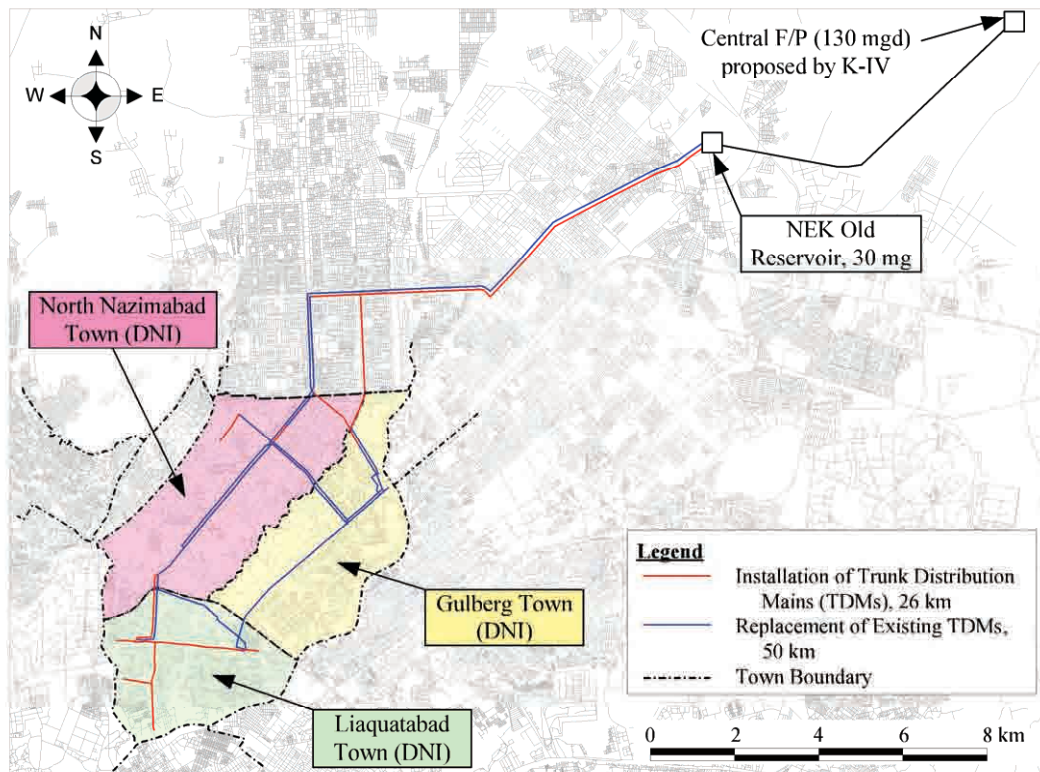 N
W
E
S
Central F/P (130 mgd)
proposed by K-IV
NEK Old
Reservoir, 30 mg
North Nazimabad
Town (DNI)
Gulberg Town
(DNI)
Liaquatabad
Town (DNI)
Legend
Installation of Trunk Distribution
Mains (TDMs), 26 km
Replacement of Existing TDMs,
50 km
Town Boundary
0 2 4 6 8 km